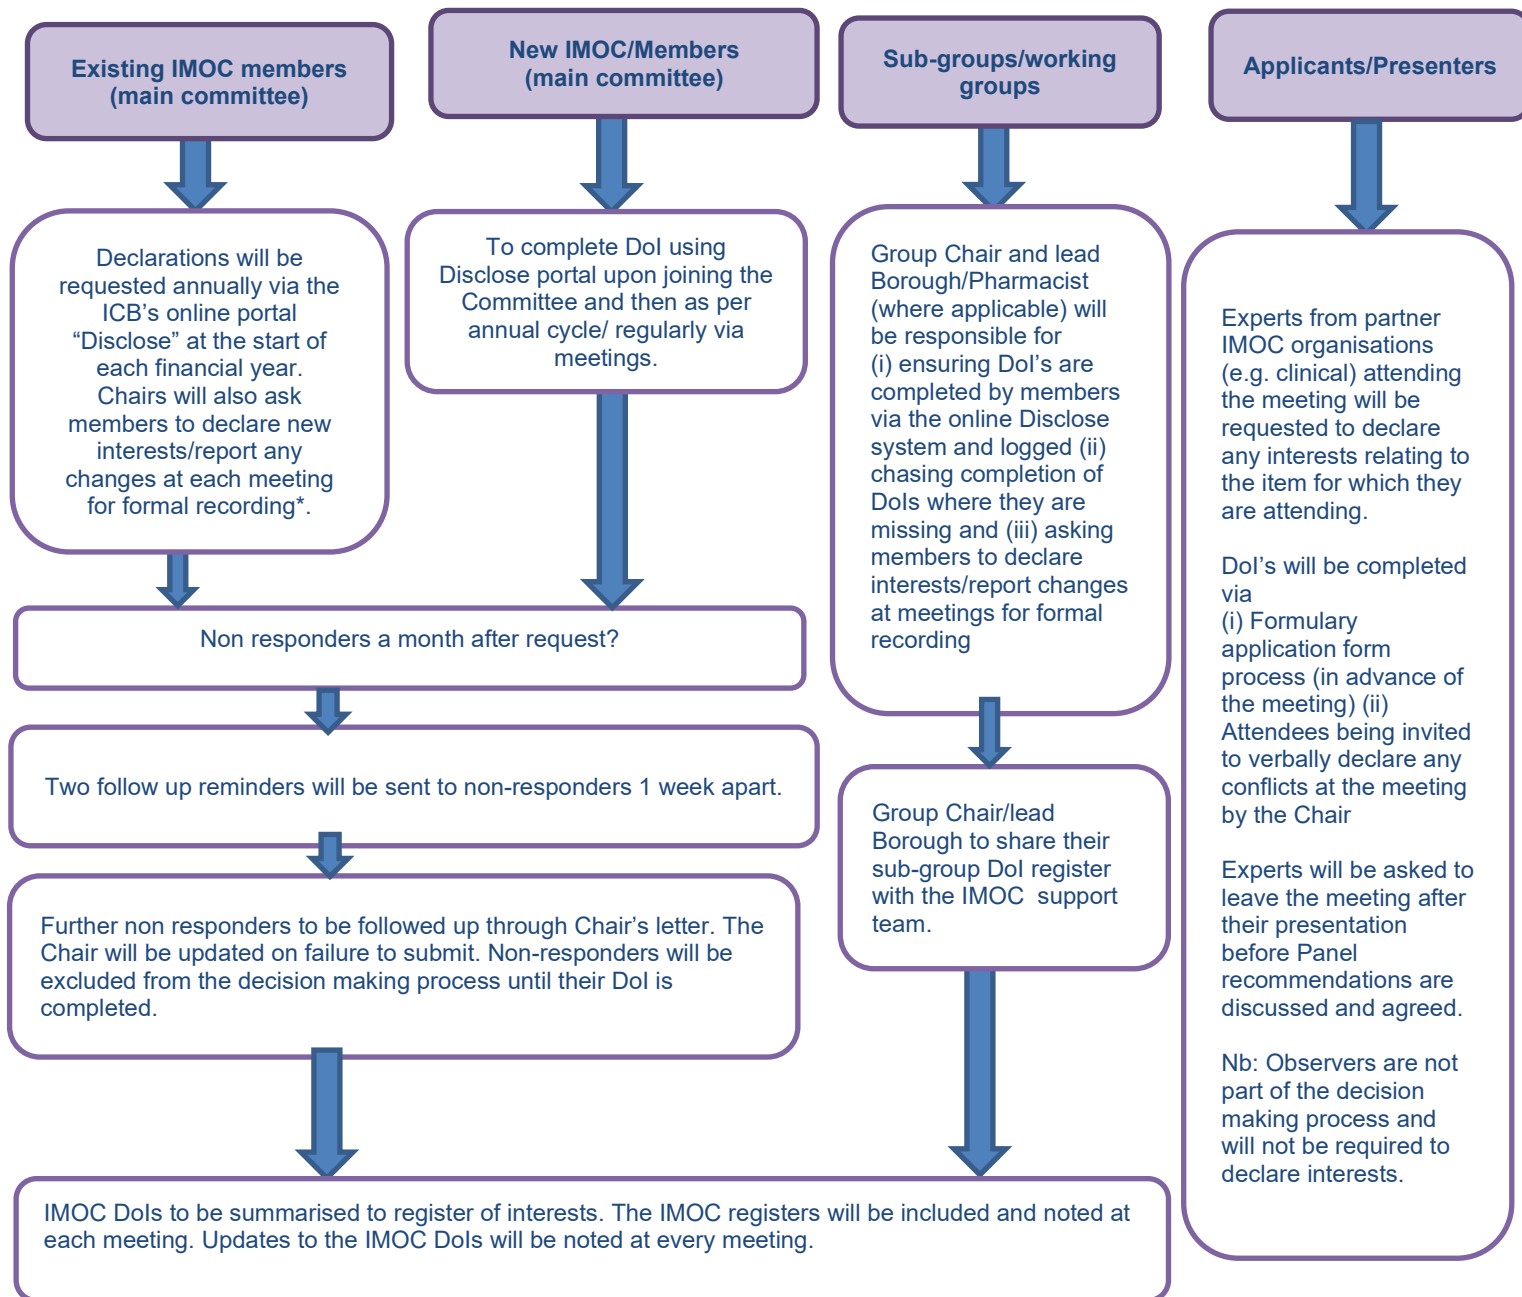 Existing IMOC members
(main committee)
New IMOC/Members
(main committee)
Sub-groups/working
groups
Applicants/Presenters
Declarations will be
requested annually via the
ICB’s online portal
“Disclose” at the start of
each financial year.
Chairs will also ask
members to declare new
interests/report any
changes at each meeting
for formal recording*.
To complete DoI using
Disclose portal upon joining the
Committee and then as per
annual cycle/ regularly via
meetings.
Group Chair and lead
Borough/Pharmacist
(where applicable) will
be responsible for
(i) ensuring DoI’s are
completed by members
via the online Disclose
system and logged (ii)
chasing completion of
DoIs where they are
missing and (iii) asking
members to declare
interests/report changes
at meetings for formal
recording
Experts from partner
IMOC organisations
(e.g. clinical) attending
the meeting will be
requested to declare
any interests relating to
the item for which they
are attending.
DoI’s will be completed
via
(i) Formulary
application form
process (in advance of
the meeting) (ii)
Attendees being invited
to verbally declare any
conflicts at the meeting
by the Chair
Experts will be asked to
leave the meeting after
their presentation
before Panel
recommendations are
discussed and agreed.
Nb: Observers are not
part of the decision
making process and
will not be required to
declare interests.
Non responders a month after request?
Two follow up reminders will be sent to non-responders 1 week apart.
Group Chair/lead
Borough to share their
sub-group DoI register
with the IMOC support
team.
Further non responders to be followed up through Chair’s letter. The
Chair will be updated on failure to submit. Non-responders will be
excluded from the decision making process until their DoI is
completed.
IMOC DoIs to be summarised to register of interests. The IMOC registers will be included and noted at
each meeting. Updates to the IMOC DoIs will be noted at every meeting.